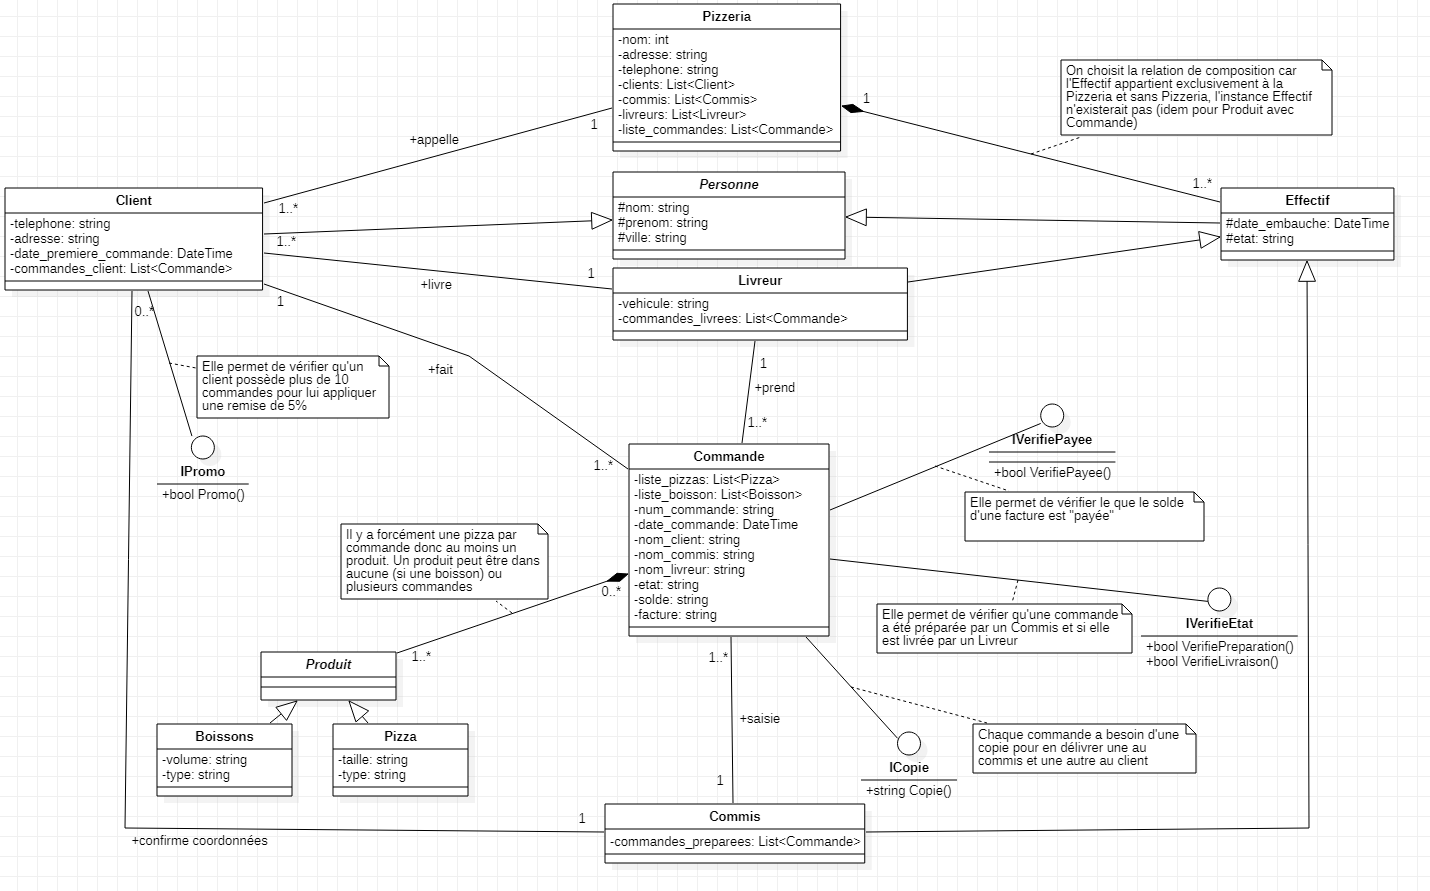 Pizzeria
-nom: int
-adresse: string
-telephone: string
-clients: List<Client>
-commis: List<Commis>
-livreurs: List<Livreur>
-liste_commandes: List<Commande>
1
On choisit la relation de composition car
l'Effectif appartient exclusivement à la
Pizzeria et sans Pizzeria, l'instance Effectif
n'existerait pas (idem pour Produit avec
Commande)
+appelle
1
1..*
Client
-telephone: string
-adresse: string
-date_premiere_commande: DateTime
-commandes_client: List<Commande>
1..*
1..*
Personne
#nom: string
#prenom: string
#ville: string
Effectif
#date_embauche: DateTime
#etat: string
+livre
1
Livreur
-vehicule: string
-commandes_livrees: List<Commande>
1
0..*
+fait
1
+prend
1..*
Elle permet de vérifier qu'un
client possède plus de 10
commandes pour lui appliquer
une remise de 5%
IPromo
+bool Promo()
1..*
Commande
-liste_pizzas: List<Pizza>
-liste_boisson: List<Boisson>
-num_commande: string
-date_commande: DateTime
-nom_client: string
-nom_commis: string
-nom_livreur: string
-etat: string
-solde: string
-facture: string
IVerifiePayee
+bool VerifiePayee()
Elle permet de vérifier le que le solde
d'une facture est "payée"
Il y a forcément une pizza par
commande donc au moins un
produit. Un produit peut être dans
aucune (si une boisson) ou
plusieurs commandes
0..*
1..*
Elle permet de vérifier qu'une commande
a été préparée par un Commis et si elle
est livrée par un Livreur
IVerifieEtat
+bool VerifiePreparation()
+bool VerifieLivraison()
Produit
Boissons
-volume: string
-type: string
Pizza
-taille: string
-type: string
1..*
+saisie
1
Chaque commande a besoin d'une
copie pour en délivrer une au
commis et une autre au client
ICopie
+string Copie()
Commis
-commandes_preparees: List<Commande>
1
+confirme coordonnées